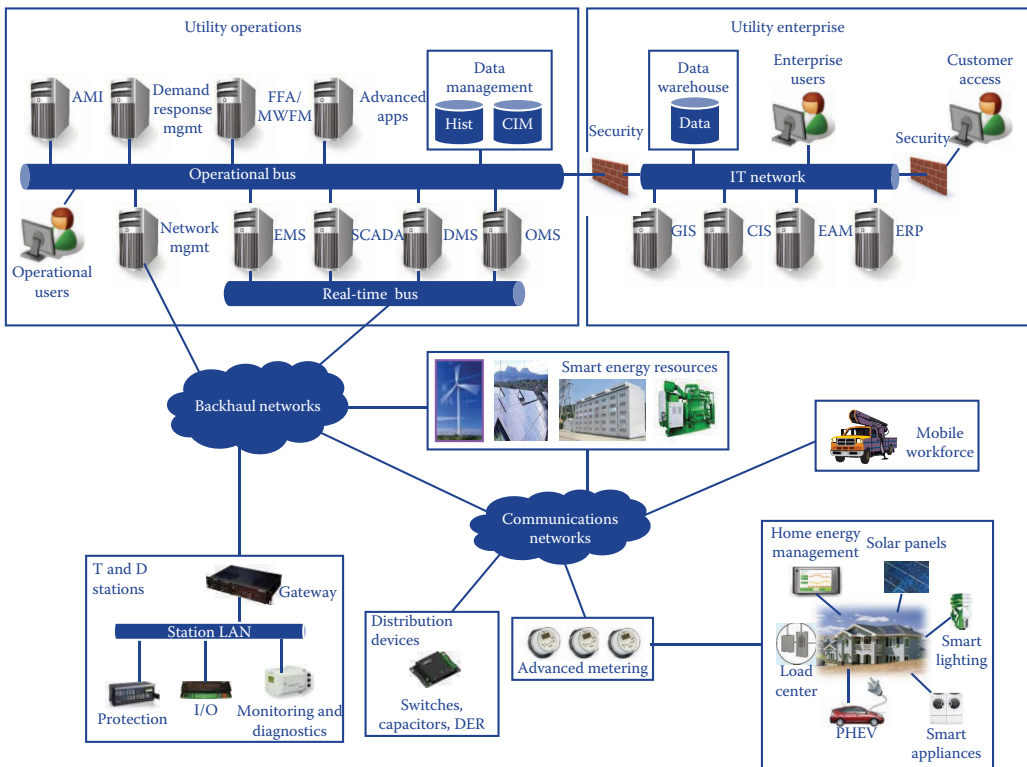 Utility operations
AMI
Demand
response
mgmt
FFA/
MWFM
Advanced
apps
Data
management
Hist
CIM
Operational bus
Operational
users
Network
mgmt
EMS
SCADA
DMS
OMS
Real-time bus
Security
Utility enterprise
Data
warehouse
Data
Enterprise
users
Customer
access
Security
IT network
GIS
CIS
EAM
ERP
Backhaul networks
Smart energy resources
Communications
networks
Mobile
workforce
T and D
stations
Gateway
Station LAN
Protection
I/O
Monitoring and
diagnostics
Distribution
devices
Switches,
capacitors, DER
Advanced metering
Home energy
management
Solar panels
Smart
lighting
Load
center
PHEV
Smart
appliances